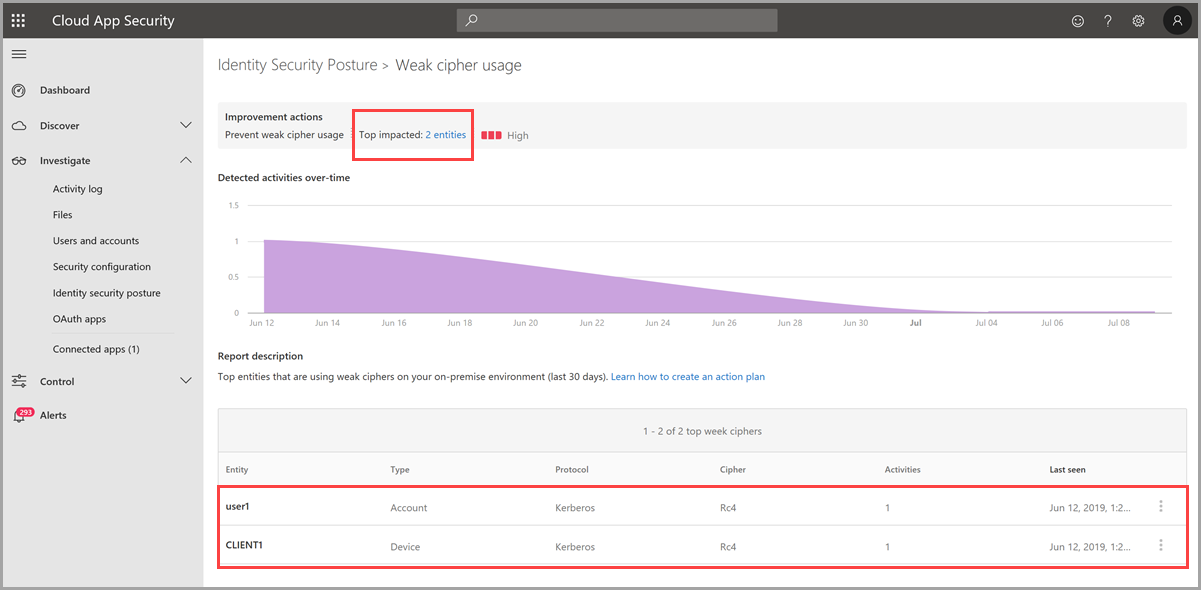 Cloud App Security
Dashboard
Discover
Investigate
Activity log
Files
Users and accounts
Security configuration
Identity security posture
OAuth apps
Connected apps (1)
Control
293
Alerts
Identity Security Posture > Weak cipher usage
Improvement actions
Prevent weak cipher usage Top impacted: 2 entities High
Detected activities over-time
1.5
1
0.5
0
Jun 12 Jun 14 Jun 16 Jun 18 Jun 20 Jun 22 Jun 24 Jun 26 Jun 28 Jun 30 Jul Jul 04 Jul 06 Jul 08
Report description
Top entities that are using weak ciphers on your on-premise environment (last 30 days). Learn how to create an action plan
1 - 2 of 2 top week ciphers
Entity Type Protocol Cipher Activities Last seen
user1 Account Kerberos Rc4 1 Jun 12, 2019, 1:2...
CLIENT1 Device Kerberos Rc4 1 Jun 12, 2019, 1:2...